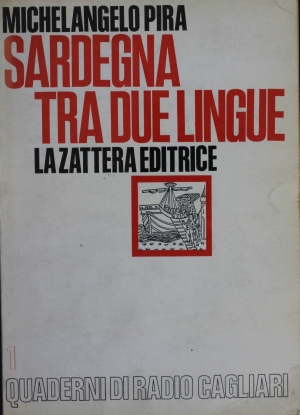 MICHELANGELO PIRA
SARDEGNA
TRA DUE LINGUE
LA ZATTERA EDITRICE
1
QUADERNI DI RADIO CAGLIARI